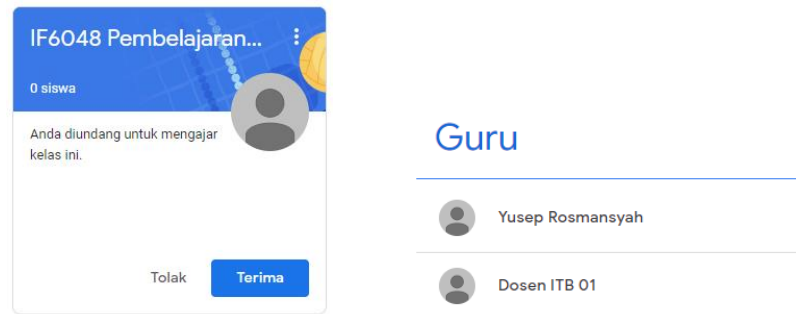 IF6048 Pembelajaran...
0 siswa
Anda diundang untuk mengajar
kelas ini.
Tolak Terima
Guru
Yusep Rosmansyah
Dosen ITB 01